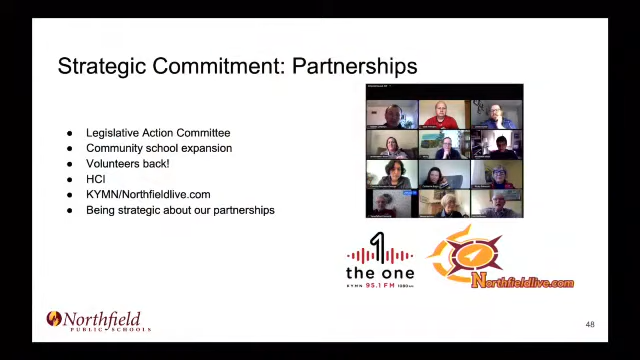 Strategic Commitment: Partnerships
● Legislative Action Committee
● Community school expansion
● Volunteers back!
● HCI
● KYMN/Northfieldlive.com
● Being strategic about our partnerships
1
the one
KYMN 95.1 FM 1080AM
Northfieldlive.com
Northfield
PUBLIC SCHOOLS
48